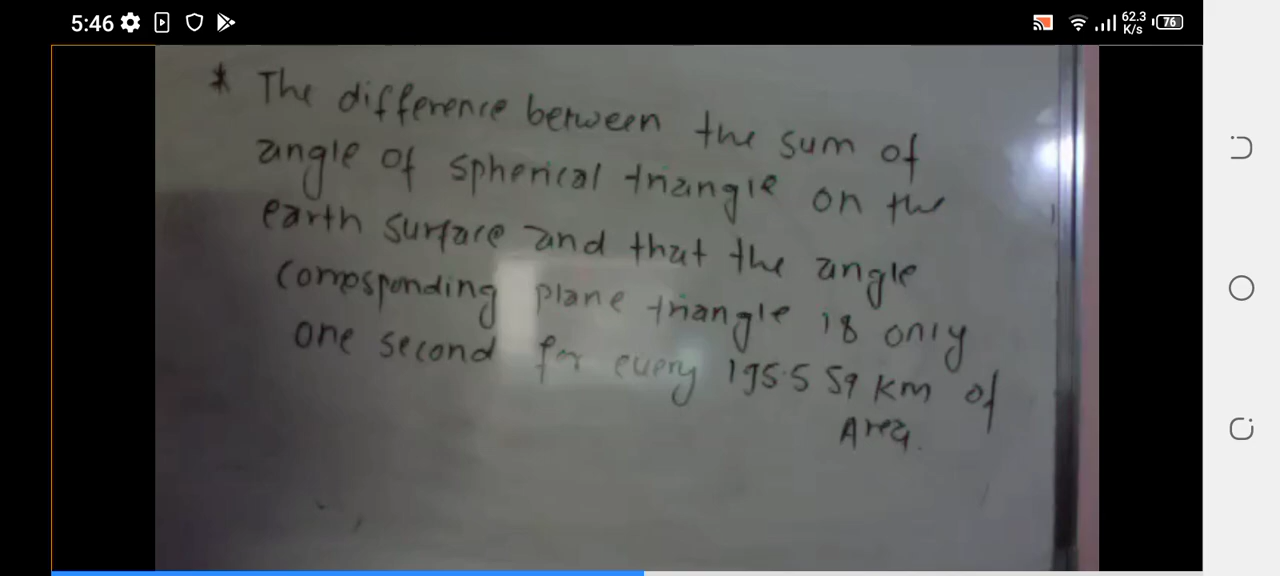 5:46
62.3
K/s
76
* The difference between the sum of
angle of spherical triangle on the
earth surface and that the angle
corresponding plane triangle is only
one second for every 195.5 sq km of
Area.